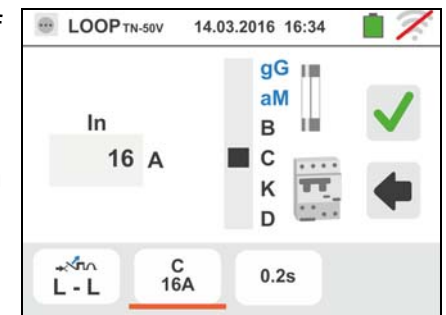 f
LOOP TN-50V 14.03.2016 16:34
gG
aM
In
B
16 A
C
K
D
L - L
C
16A
0.2s